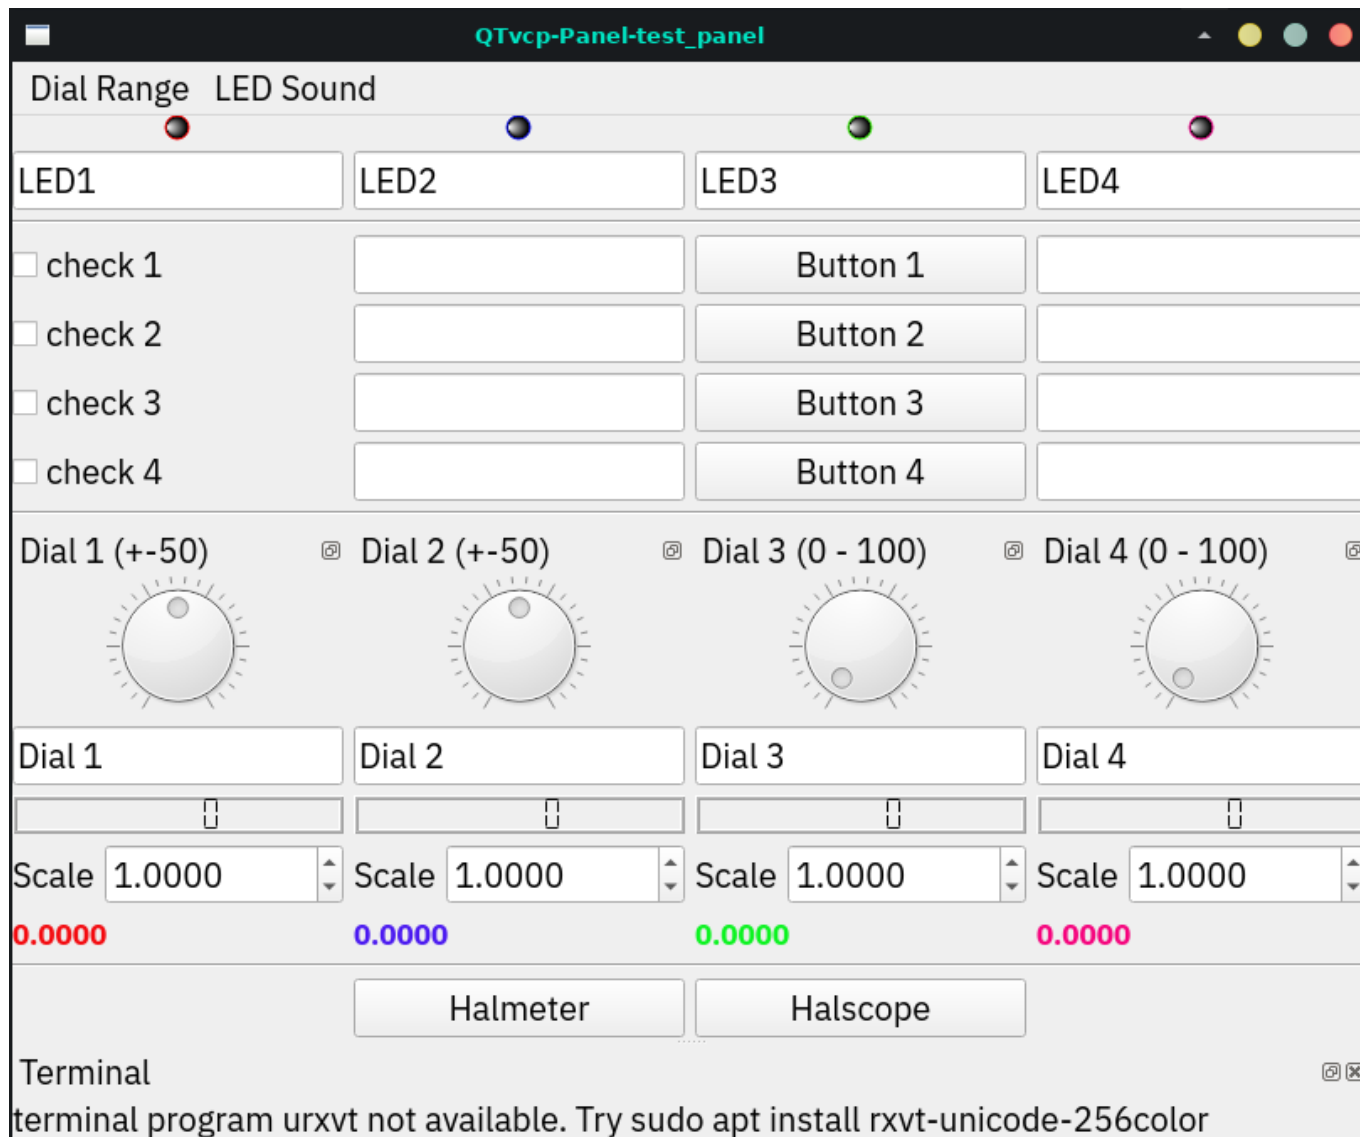 QTvcp-Panel-test_panel
Dial Range LED Sound
LED1 LED2 LED3 LED4
check 1 Button 1
check 2 Button 2
check 3 Button 3
check 4 Button 4
Dial 1 (+-50) Dial 2 (+-50) Dial 3 (0 - 100) Dial 4 (0 - 100)
Dial 1 Dial 2 Dial 3 Dial 4
0 0 0 0
Scale 1.0000 Scale 1.0000 Scale 1.0000 Scale 1.0000
0.0000 0.0000 0.0000 0.0000
Halmeter Halscope
Terminal
terminal program urxvt not available. Try sudo apt install rxvt-unicode-256color